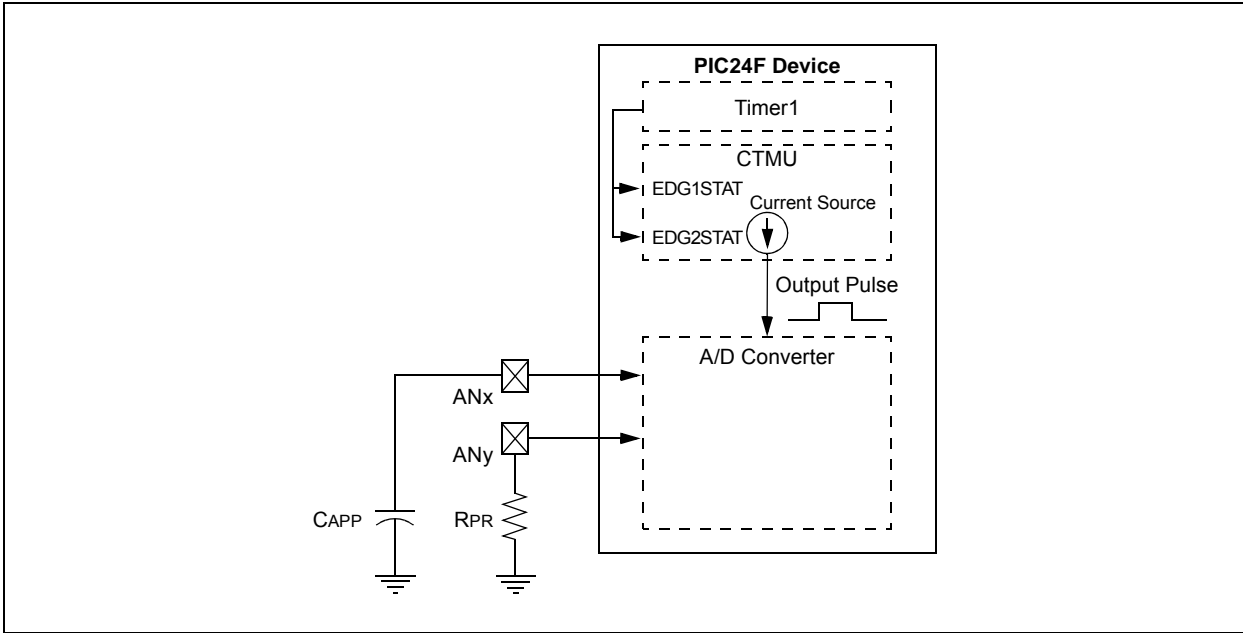 PIC24F Device
Timer1
CTMU
EDG1STAT
Current Source
EDG2STAT
Output Pulse
A/D Converter
ANx
ANy
CAPP
RPR